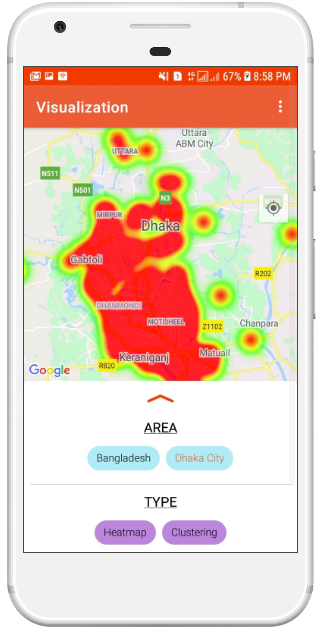 67% 8:58 PM
Visualization
Uttara
ABM City
UTTARA
N511
N501
N3
MIRPUR
Dhaka
Gabtoli
R202
DHANMONDI
MOTIJHEEL
Z1102
Chanpara
Keraniganj
Matuail
R820
Google
AREA
Bangladesh
Dhaka City
TYPE
Heatmap
Clustering